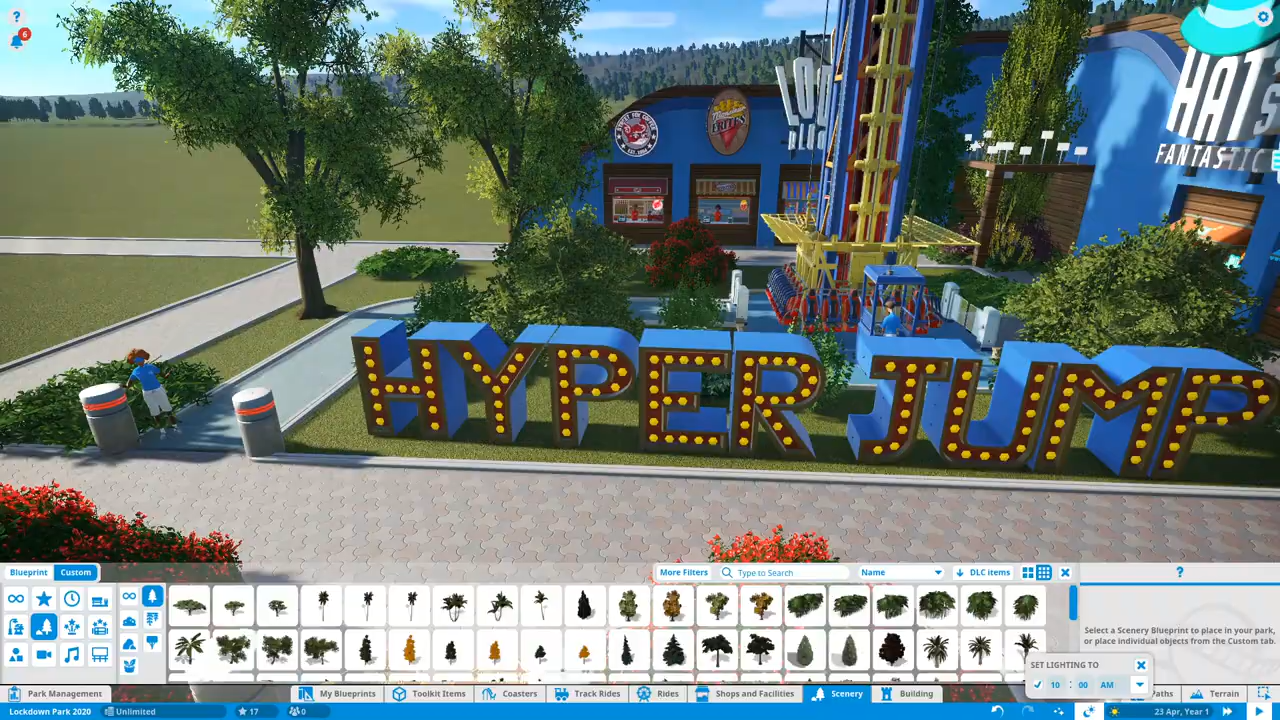 6
LOC
HAT'S
FRITES
FANTASTIC
HYPER JUMP
Blueprint Custom More Filters Type to Search Name DLC items
?
Select a Scenery Blueprint to place in your park,
or place individual objects from the Custom tab.
SET LIGHTING TO
10 : 00 AM
Park Management My Blueprints Toolkit Items Coasters Track Rides Rides Shops and Facilities Scenery Building Paths Terrain
Lockdown Park 2020 Unlimited 17 0 23 Apr, Year 1